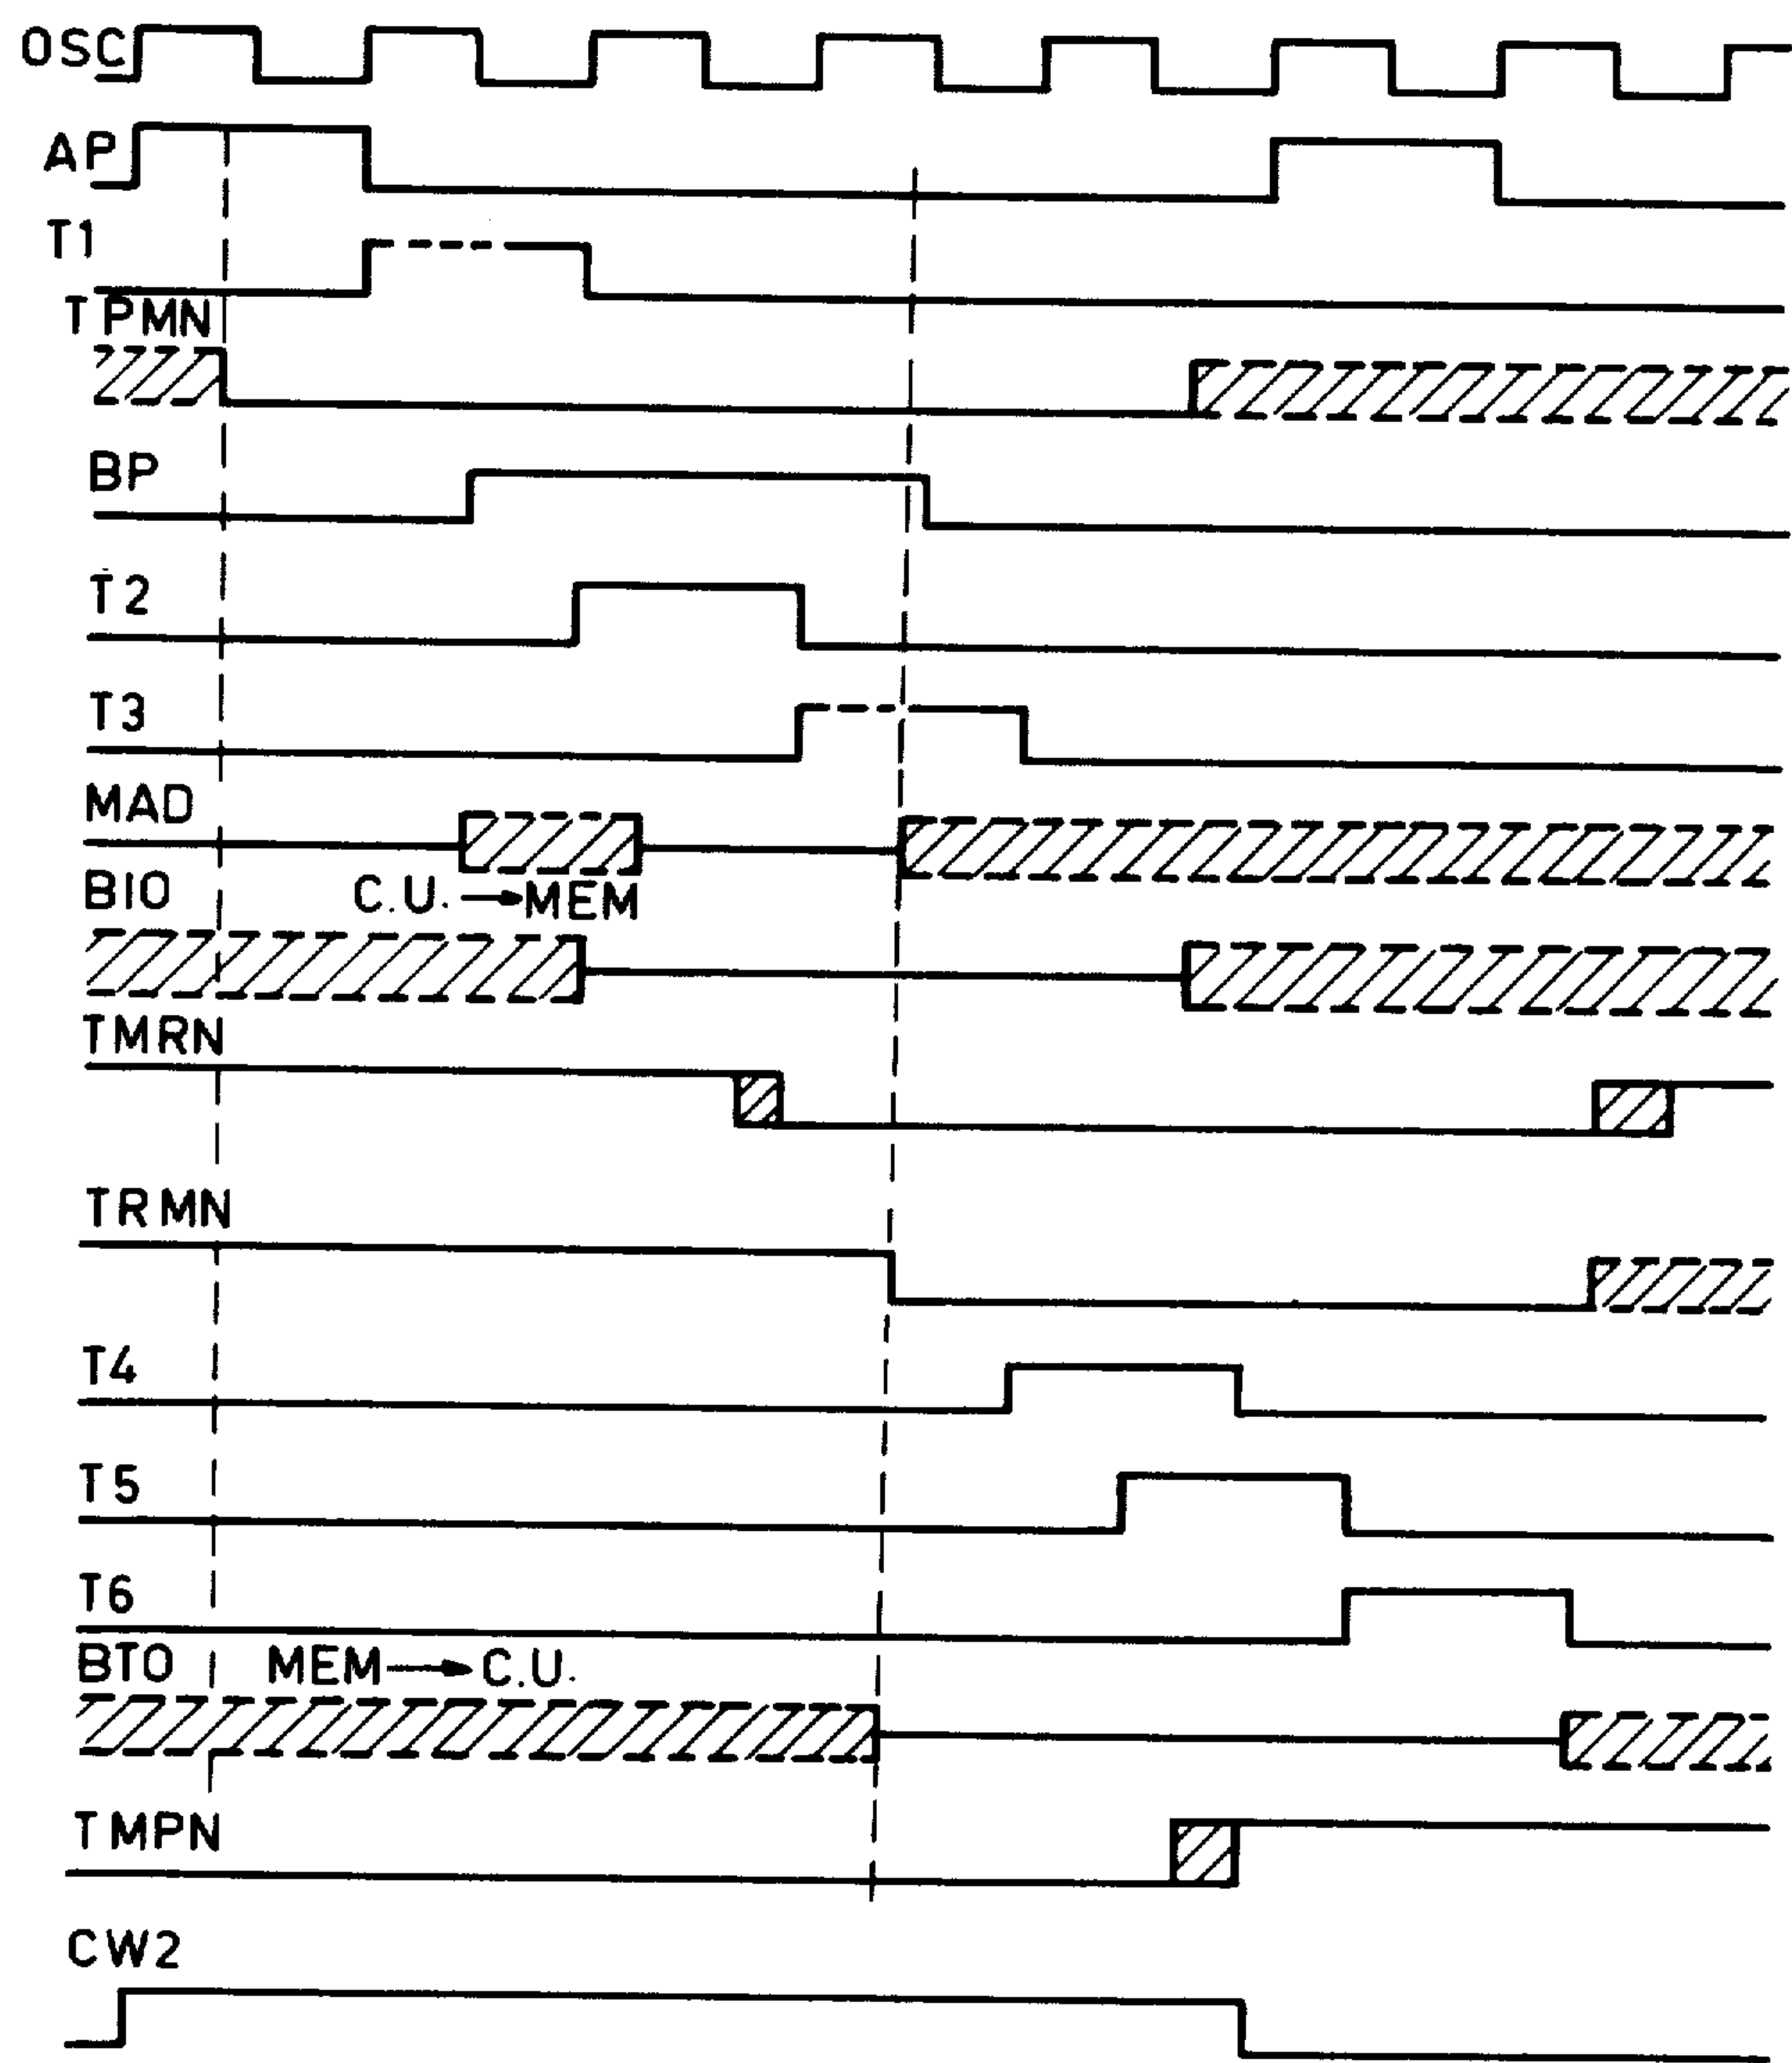 OSC
AP
T1
TPMN
BP
T2
T3
MAD
BIO C.U. → MEM
TMRN
TRMN
T4
T5
T6
BTO MEM → C.U.
TMPN
CW2